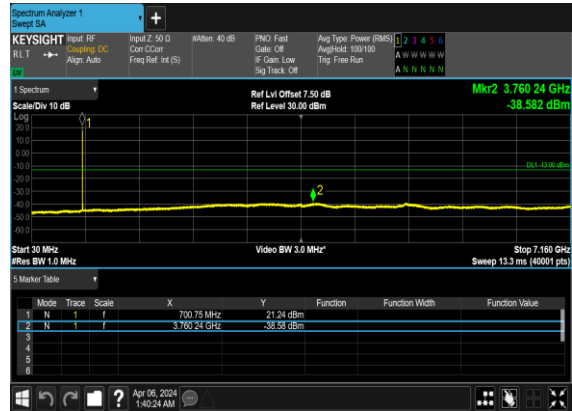 Spectrum Analyzer 1
Swept SA
+
KEYSIGHT Input: RF Input Z: 50 Ω #Atten: 40 dB PNO: Fast Avg Type: Power (RMS) 1 2 3 4 5 6
RLT Coupling: DC Corr CCorr Gate: Off Avg|Hold: 100/100 A W W W W W
Align: Auto Freq Ref: Int (S) IF Gain: Low Trig: Free Run
LXI Sig Track: Off A N N N N N
1 Spectrum Ref Lvl Offset 7.50 dB Mkr2 3.760 24 GHz
Scale/Div 10 dB Ref Level 30.00 dBm -38.582 dBm
Log
20.0
10.0
0.00
-10.0
-20.0
-30.0
-40.0
-50.0
-60.0
1
DL1 -13.00 dBm
2
Start 30 MHz Video BW 3.0 MHz* Stop 7.160 GHz
#Res BW 1.0 MHz Sweep 13.3 ms (40001 pts)
5 Marker Table
Mode Trace Scale X Y Function Function Width Function Value
1 N 1 f 700.75 MHz 21.24 dBm
2 N 1 f 3.760 24 GHz -38.58 dBm
3
4
5
6
? Apr 06, 2024
1:40:24 AM